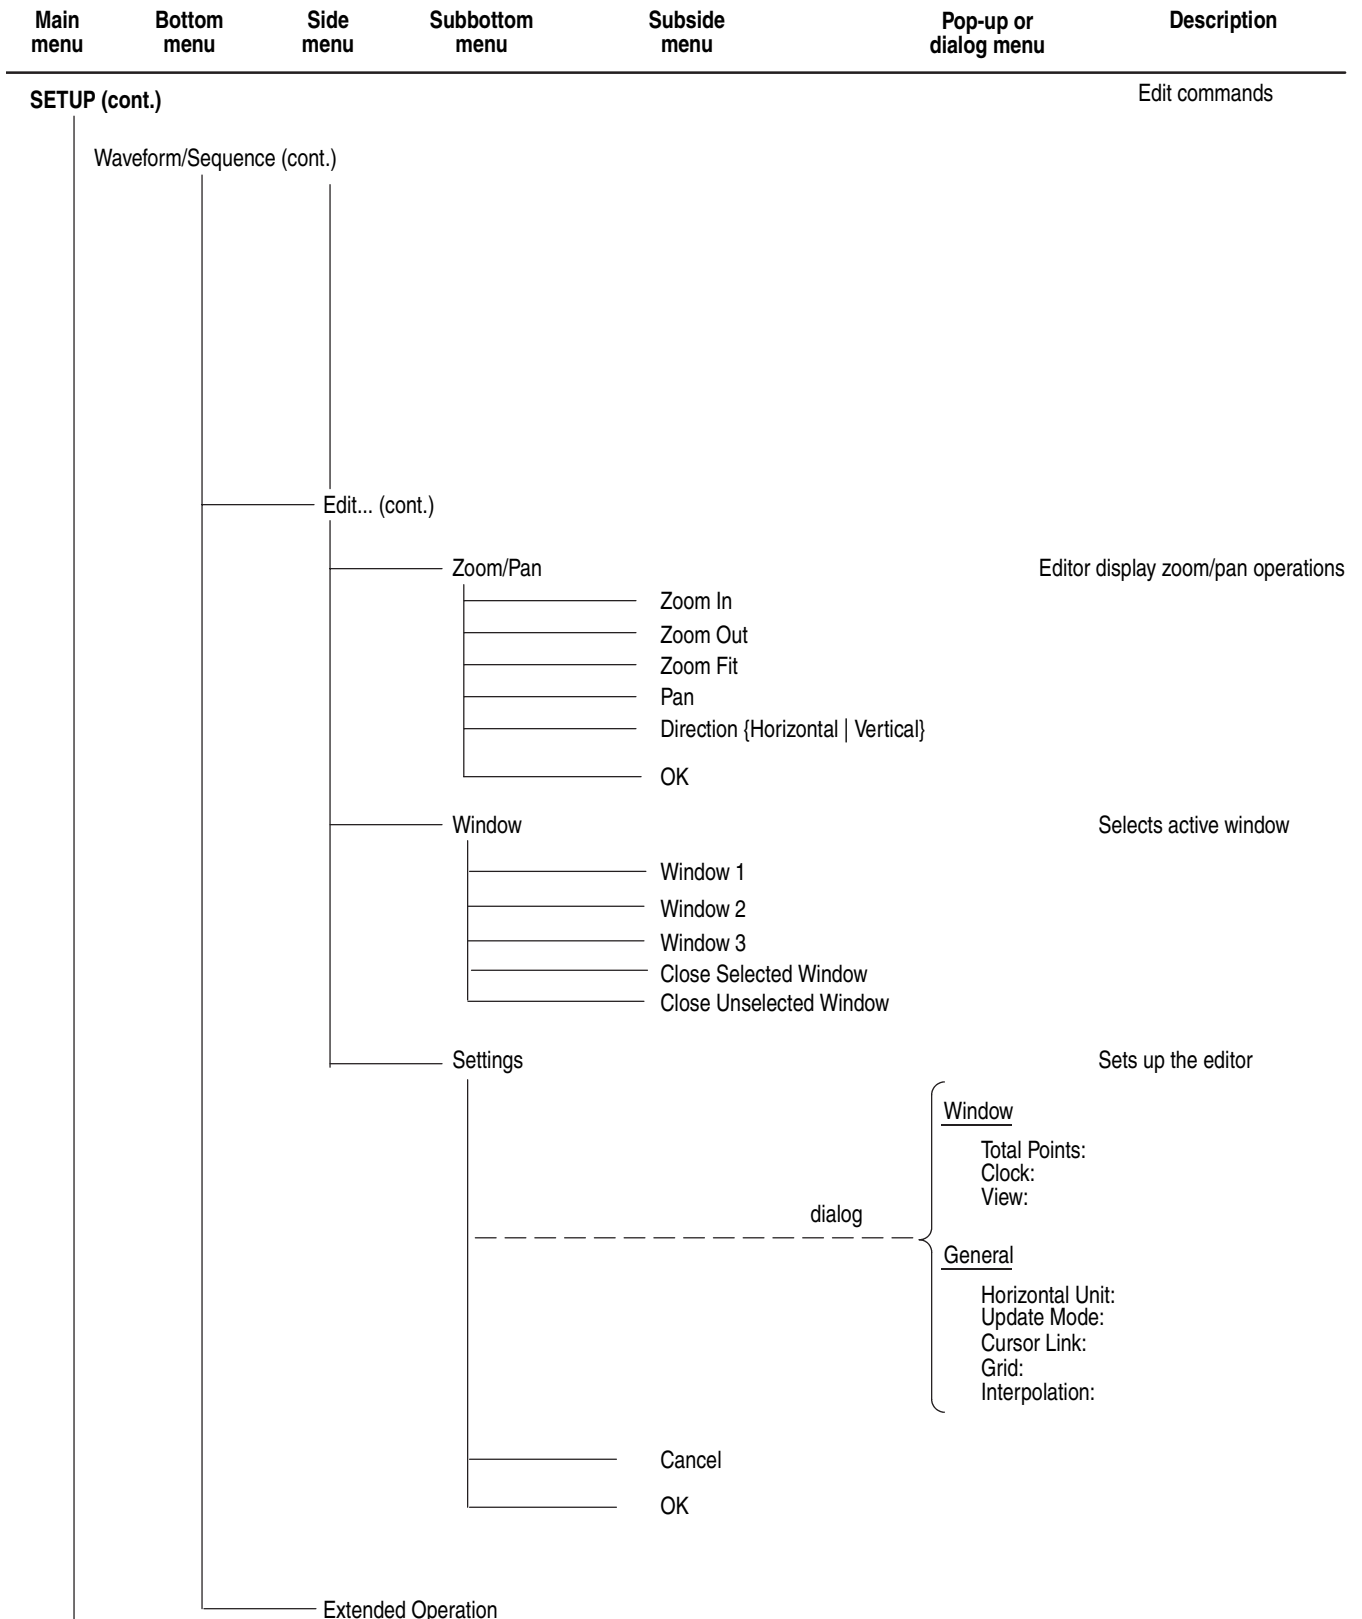 Main menu
Bottom menu
Side menu
Subbottom menu
Subside menu
Pop-up or dialog menu
Description
SETUP (cont.)
Edit commands
Waveform/Sequence (cont.)
Edit... (cont.)
Zoom/Pan
Editor display zoom/pan operations
Zoom In
Zoom Out
Zoom Fit
Pan
Direction {Horizontal | Vertical}
OK
Window
Selects active window
Window 1
Window 2
Window 3
Close Selected Window
Close Unselected Window
Settings
Sets up the editor
Window
Total Points:
Clock:
View:
dialog
General
Horizontal Unit:
Update Mode:
Cursor Link:
Grid:
Interpolation:
Cancel
OK
Extended Operation